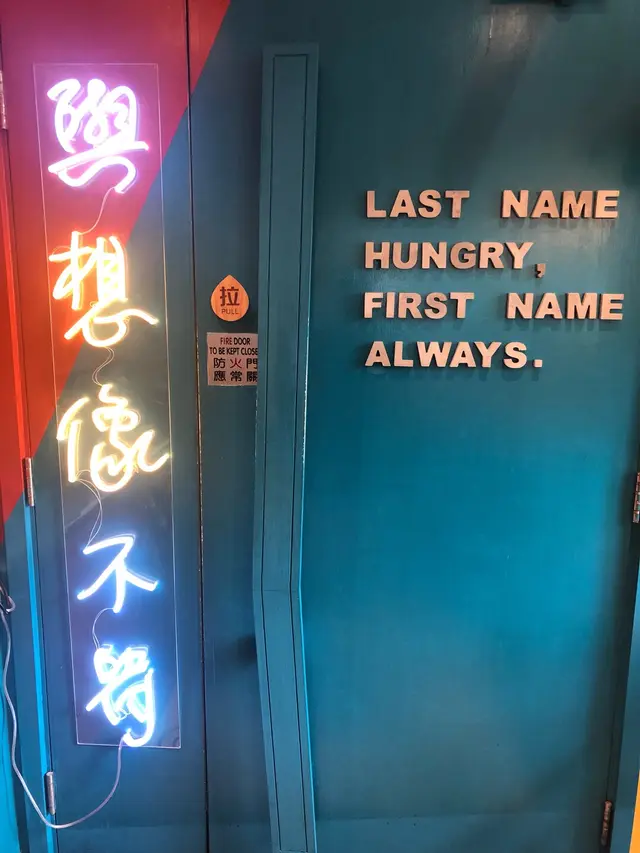 與想像不符
拉
PULL
FIRE DOOR
TO BE KEPT CLOSE
防火門
應常關
LAST NAME
HUNGRY,
FIRST NAME
ALWAYS.